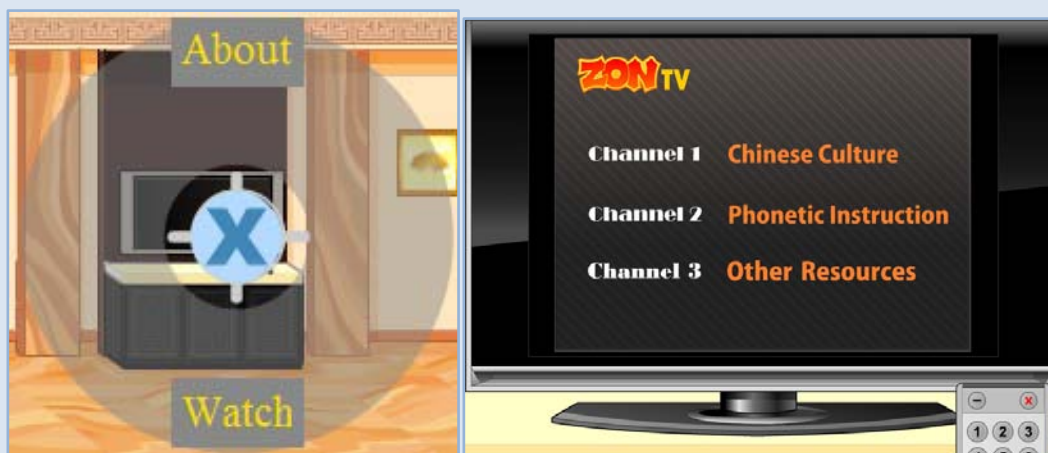 About
X
Watch
ZON TV
Channel 1 Chinese Culture
Channel 2 Phonetic Instruction
Channel 3 Other Resources
1 2 3